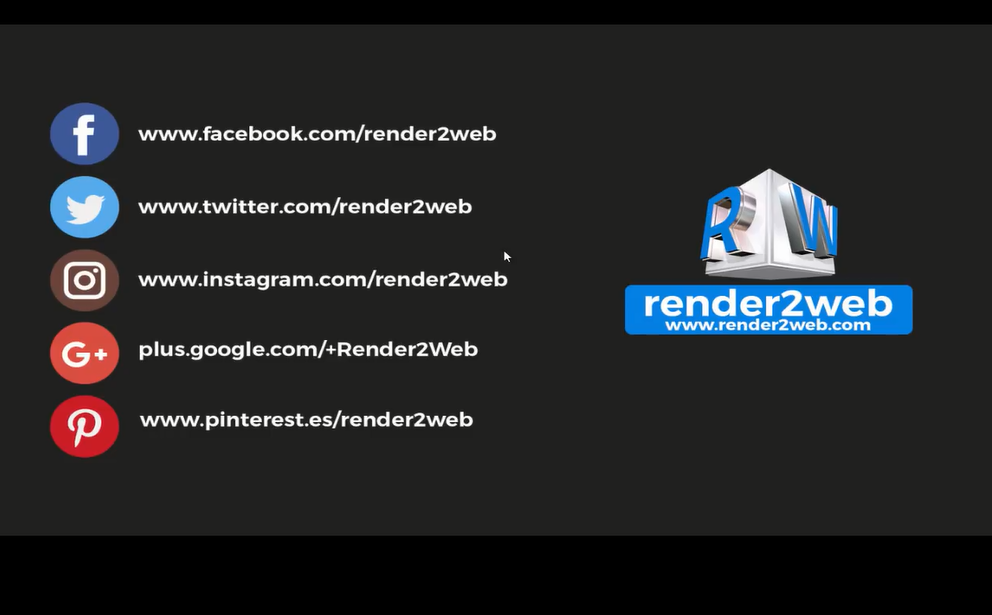 www.facebook.com/render2web
www.twitter.com/render2web
www.instagram.com/render2web
G+
plus.google.com/+Render2Web
www.pinterest.es/render2web
R W
render2web
www.render2web.com